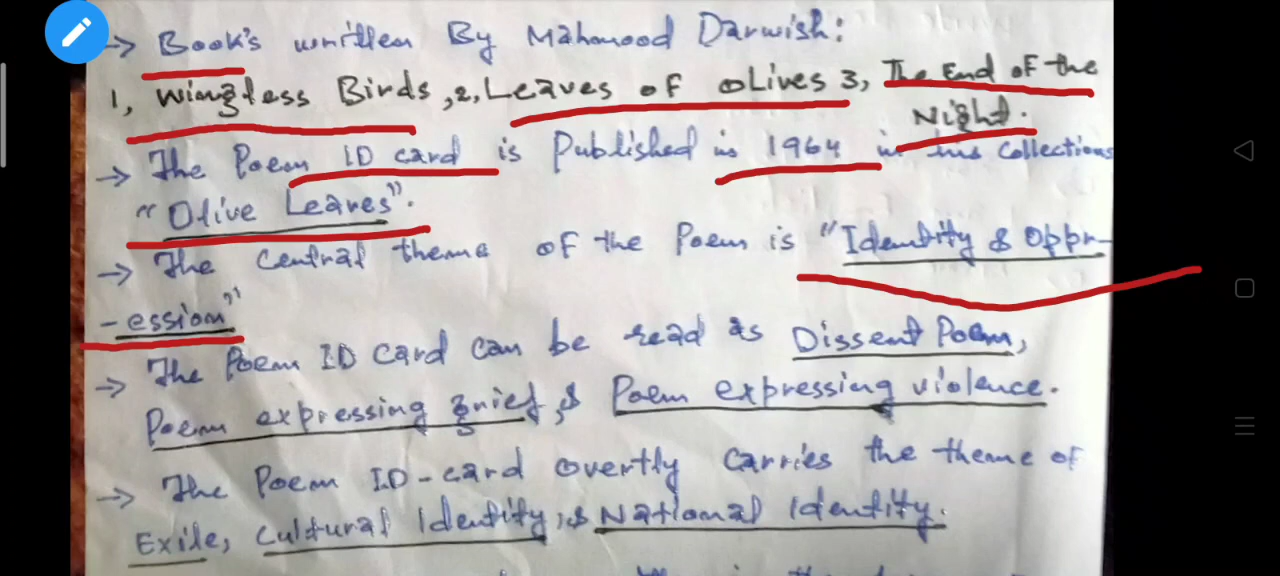 -> Book's written By Mahmood Darwish:
1, Wingless Birds, 2, Leaves of Olives 3, The End of the
Night.
-> The Poem ID card is Published in 1964 in his Collections
"Olive Leaves".
-> The Central theme of the Poem is "Identity & Oppr-
-ession"
-> The Poem ID Card can be read as Dissent Poem,
Poem expressing grief, & Poem expressing violence.
-> The Poem ID-card overtly carries the theme of
Exile, Cultural Identity, & National Identity.